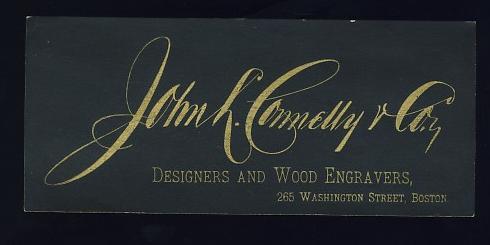 John K. Connelly & Co.,
DESIGNERS AND WOOD ENGRAVERS,
265 WASHINGTON STREET, BOSTON.